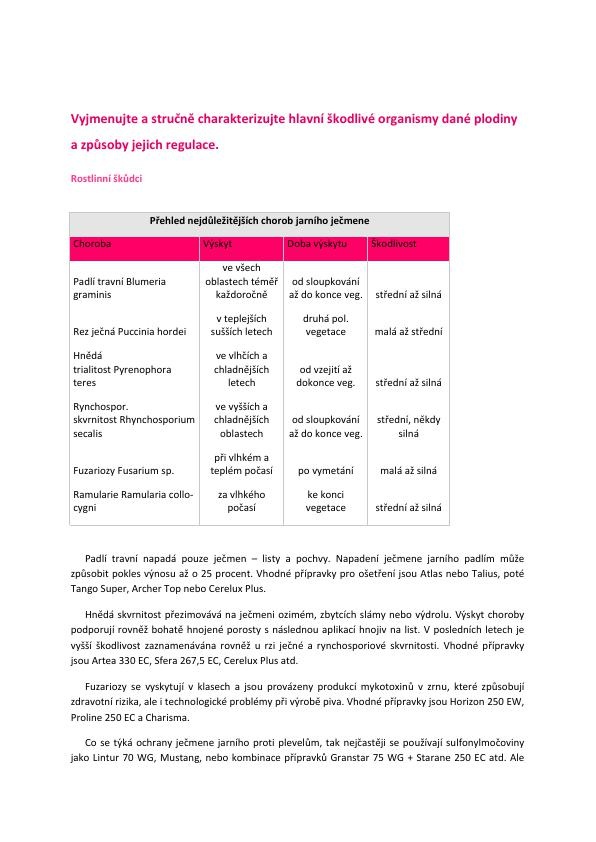 Vyjmenujte a stručně charakterizujte hlavní škodlivé organismy dané plodiny
a způsoby jejich regulace.
Rostlinní škůdci
Přehled nejdůležitějších chorob jarního ječmene
Choroba Výskyt Doba výskytu Škodlivost
Padlí travní Blumeria
graminis
ve všech
oblastech téměř
každoročně
od sloupkování
až do konce veg.
střední až silná
Rez ječná Puccinia hordei
v teplejších
sušších letech
druhá pol.
vegetace
malá až střední
Hnědá
trialitost Pyrenophora
teres
ve vlhčích a
chladnějších
letech
od vzejití až
dokonce veg.
střední až silná
Rynchospor.
skvrnitost Rhynchosporium
secalis
ve vyšších a
chladnějších
oblastech
od sloupkování
až do konce veg.
střední, někdy
silná
Fuzariozy Fusarium sp.
při vlhkém a
teplém počasí
po vymetání
malá až silná
Ramularie Ramularia collo-
cygni
za vlhkého
počasí
ke konci
vegetace
střední až silná
Padlí travní napadá pouze ječmen – listy a pochvy. Napadení ječmene jarního padlím může
způsobit pokles výnosu až o 25 procent. Vhodné přípravky pro ošetření jsou Atlas nebo Talius, poté
Tango Super, Archer Top nebo Cerelux Plus.
Hnědá skvrnitost přezimovává na ječmeni ozimém, zbytcích slámy nebo výdrolu. Výskyt choroby
podporují rovněž bohatě hnojené porosty s následnou aplikací hnojiv na list. V posledních letech je
vyšší škodlivost zaznamenávána rovněž u rzi ječné a rynchosporiové skvrnitosti. Vhodné přípravky
jsou Artea 330 EC, Sfera 267,5 EC, Cerelux Plus atd.
Fuzariozy se vyskytují v klasech a jsou provázeny produkcí mykotoxinů v zrnu, které způsobují
zdravotní rizika, ale i technologické problémy při výrobě piva. Vhodné přípravky jsou Horizon 250 EW,
Proline 250 EC a Charisma.
Co se týká ochrany ječmene jarního proti plevelům, tak nejčastěji se používají sulfonylmočoviny
jako Lintur 70 WG, Mustang, nebo kombinace přípravků Granstar 75 WG + Starane 250 EC atd. Ale